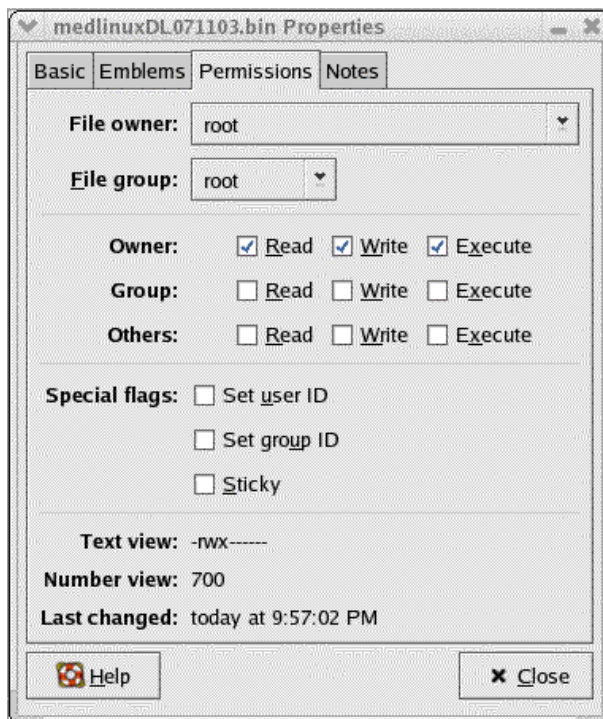 medlinuxDL071103.bin Properties
Basic Emblems Permissions Notes
File owner: root
File group: root
Owner: Read Write Execute
Group: Read Write Execute
Others: Read Write Execute
Special flags: Set user ID
Set group ID
Sticky
Text view: -rwx------
Number view: 700
Last changed: today at 9:57:02 PM
Help Close